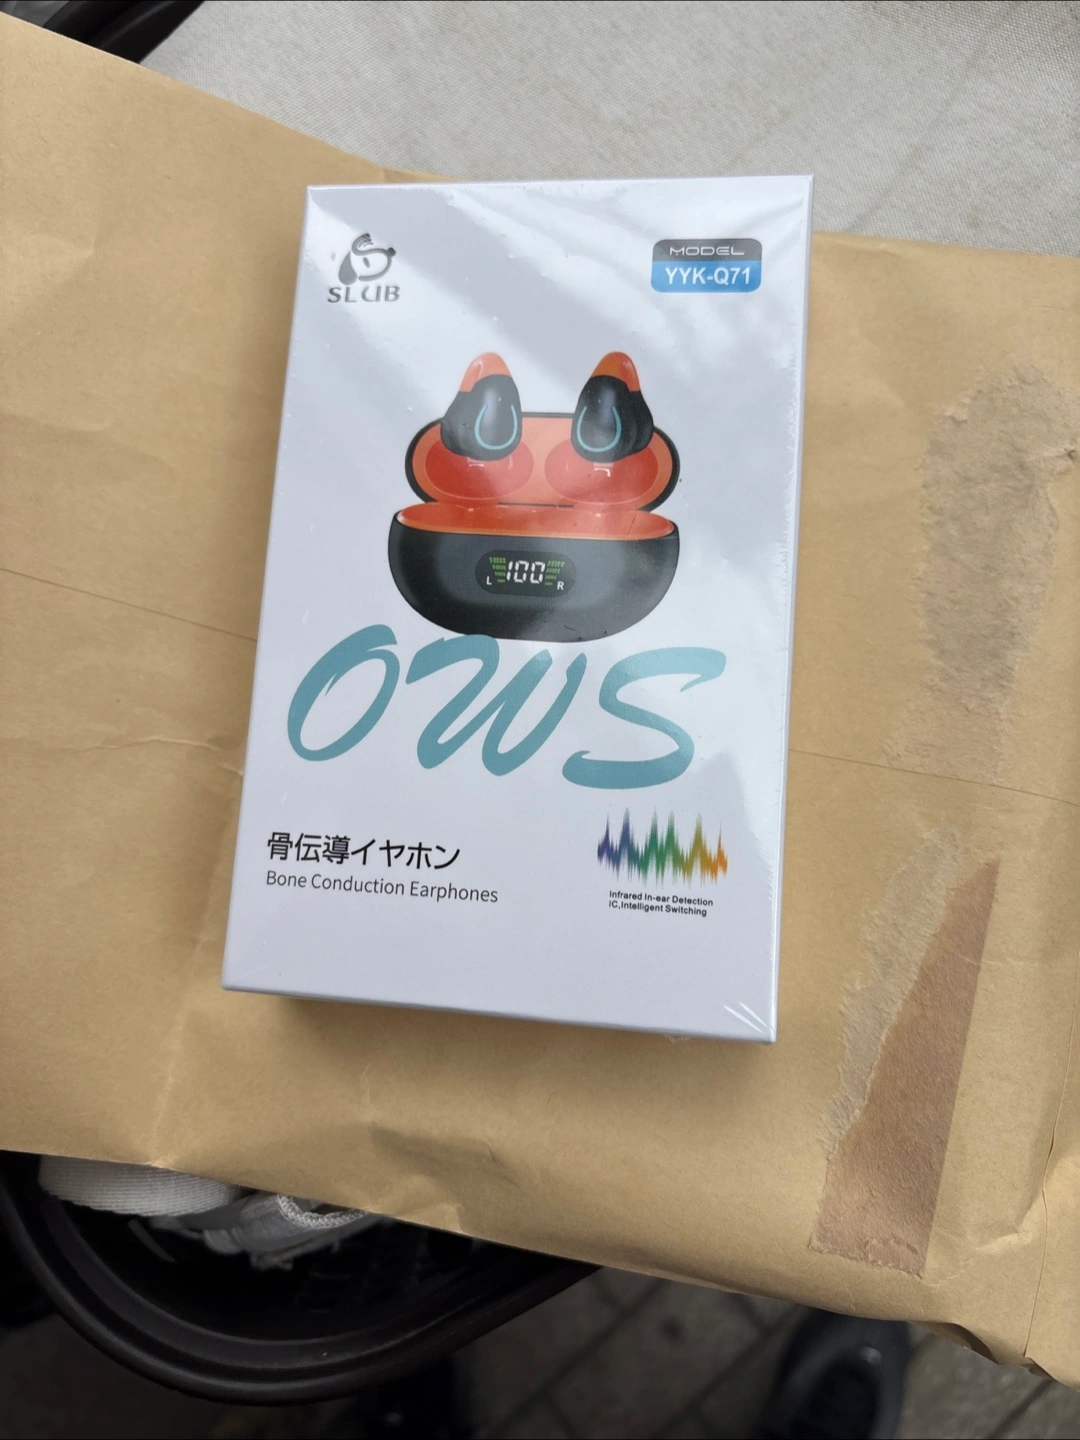 SLUB
MODEL
YYK-Q71
100
L R
OWS
骨伝導イヤホン
Bone Conduction Earphones
Infrared In-ear Detection
IC,Intelligent Switching